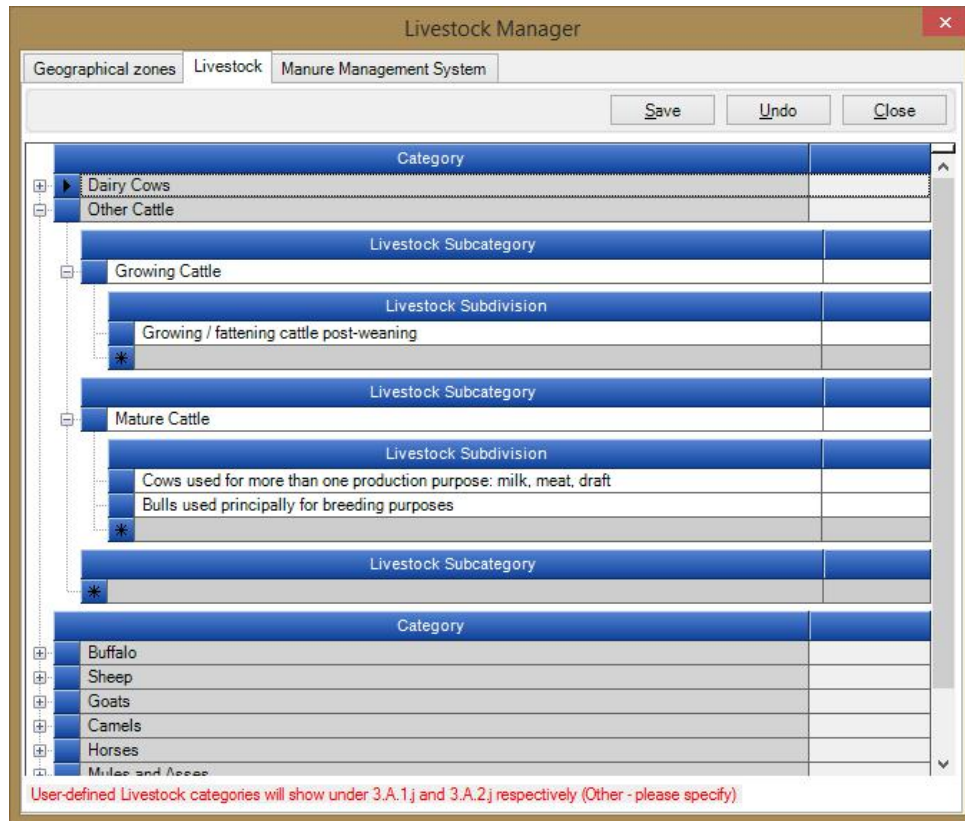 Livestock Manager
Geographical zones Livestock Manure Management System
Save Undo Close
Category
Dairy Cows
Other Cattle
Livestock Subcategory
Growing Cattle
Livestock Subdivision
Growing / fattening cattle post-weaning
Livestock Subcategory
Mature Cattle
Livestock Subdivision
Cows used for more than one production purpose: milk, meat, draft
Bulls used principally for breeding purposes
Livestock Subcategory
Category
Buffalo
Sheep
Goats
Camels
Horses
Mules and Asses
User-defined Livestock categories will show under 3.A.1.j and 3.A.2.j respectively (Other - please specify)